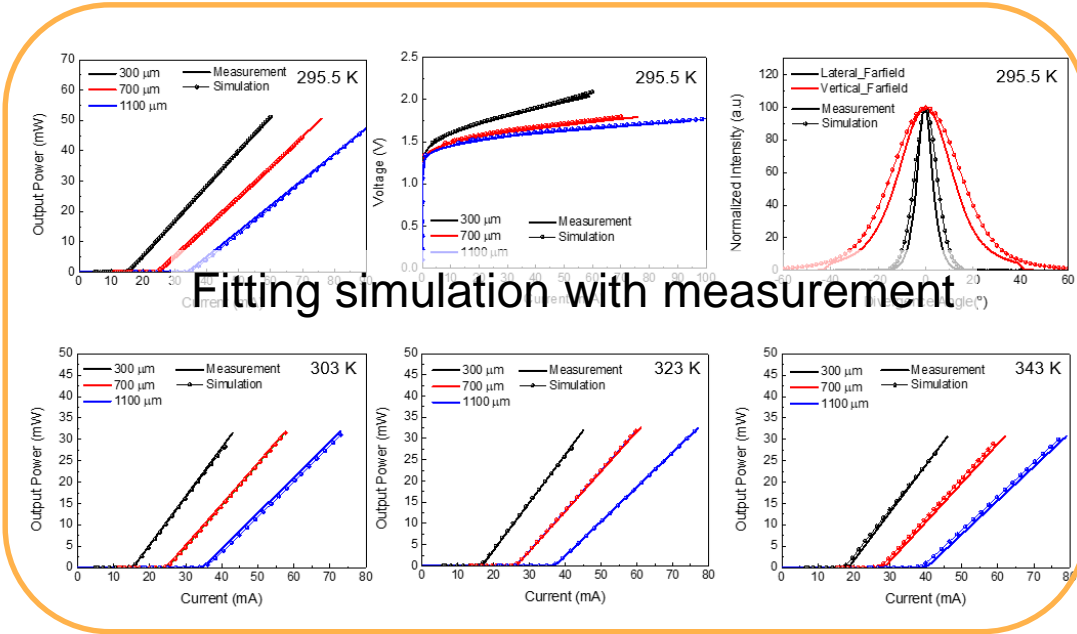 70
60
50
40
30
20
10
0
Output Power (mW)
300 μm
700 μm
1100 μm
Measurement
Simulation
295.5 K
0 10 20 30 40 50 60 70 80 90
Current (mA)
2.5
2.0
1.5
1.0
0.5
0.0
Voltage (V)
295.5 K
300 μm
700 μm
1100 μm
Measurement
Simulation
0 10 20 30 40 50 60 70 80 90 100
Current (mA)
120
100
80
60
40
20
0
Normalized Intensity (a.u)
Lateral_Farfield
Vertical_Farfield
Measurement
Simulation
295.5 K
-60 -40 -20 0 20 40 60
Divergence Angle(°)
Fitting simulation with measurement
50
45
40
35
30
25
20
15
10
5
0
Output Power (mW)
300 μm
700 μm
1100 μm
Measurement
Simulation
303 K
0 10 20 30 40 50 60 70 80
Current (mA)
50
45
40
35
30
25
20
15
10
5
0
Output Power (mW)
300 μm
700 μm
1100 μm
Measurement
Simulation
323 K
0 10 20 30 40 50 60 70 80
Current (mA)
50
45
40
35
30
25
20
15
10
5
0
Output Power (mW)
300 μm
700 μm
1100 μm
Measurement
Simulation
343 K
0 10 20 30 40 50 60 70 80
Current (mA)